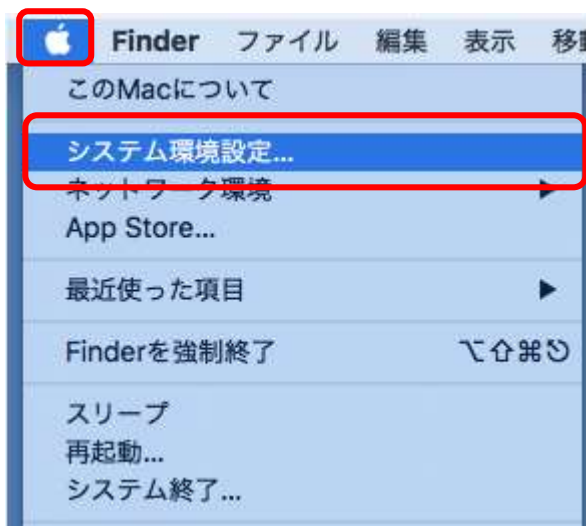 Finder ファイル 編集 表示 移動
このMacについて
システム環境設定...
ネットワーク環境 ▶
App Store...
最近使った項目 ▶
Finderを強制終了 ⌥⇧⌘⎋
スリープ
再起動...
システム終了...